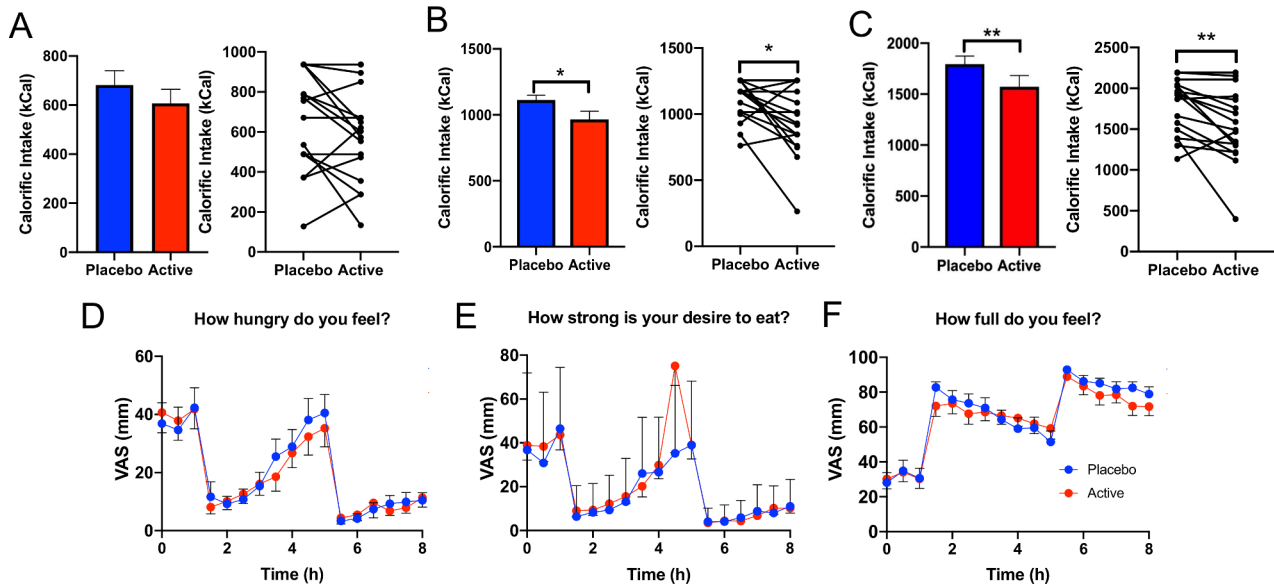 A
Calorific Intake (kCal)
800
600
400
200
0
Placebo Active
Calorific Intake (kCal)
1000
800
600
400
200
0
Placebo Active
B
Calorific Intake (kCal)
1500
1000
500
0
*
Placebo Active
Calorific Intake (kCal)
1500
1000
500
0
*
Placebo Active
C
Calorific Intake (kCal)
2000
1500
1000
500
0
**
Placebo Active
Calorific Intake (kCal)
2500
2000
1500
1000
500
0
**
Placebo Active
D
How hungry do you feel?
VAS (mm)
60
40
20
0
0 2 4 6 8
Time (h)
E
How strong is your desire to eat?
VAS (mm)
80
60
40
20
0
0 2 4 6 8
Time (h)
F
How full do you feel?
VAS (mm)
100
80
60
40
20
0
Placebo
Active
0 2 4 6 8
Time (h)